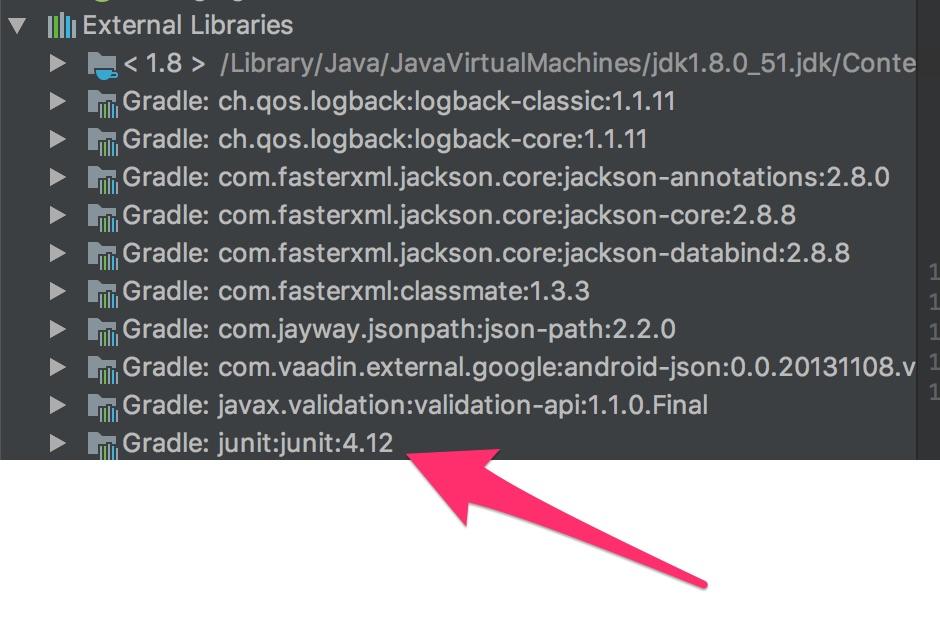 External Libraries
< 1.8 > /Library/Java/JavaVirtualMachines/jdk1.8.0_51.jdk/Conte
Gradle: ch.qos.logback:logback-classic:1.1.11
Gradle: ch.qos.logback:logback-core:1.1.11
Gradle: com.fasterxml.jackson.core:jackson-annotations:2.8.0
Gradle: com.fasterxml.jackson.core:jackson-core:2.8.8
Gradle: com.fasterxml.jackson.core:jackson-databind:2.8.8
Gradle: com.fasterxml:classmate:1.3.3
Gradle: com.jayway.jsonpath:json-path:2.2.0
Gradle: com.vaadin.external.google:android-json:0.0.20131108.v
Gradle: javax.validation:validation-api:1.1.0.Final
Gradle: junit:junit:4.12